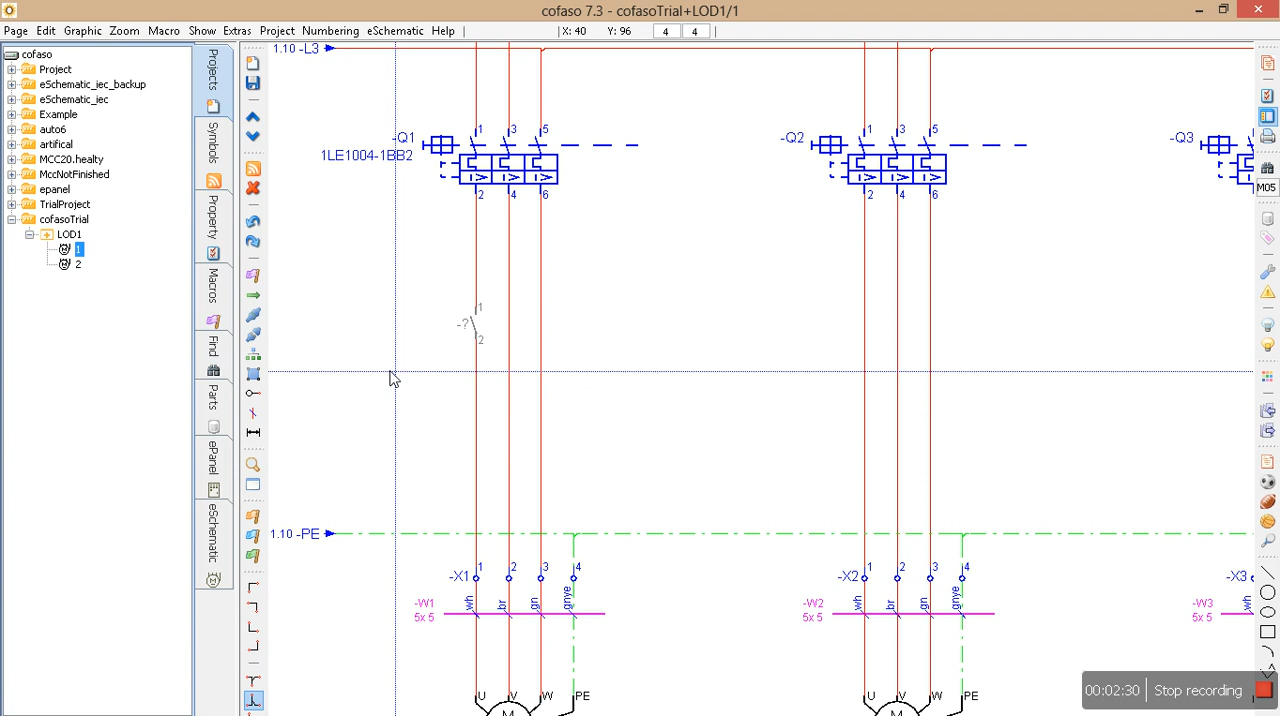 cofaso 7.3 - cofasoTrial+LOD1/1
Page Edit Graphic Zoom Macro Show Extras Project Numbering eSchematic Help X: 40 Y: 96 4 4
cofaso
Project
eSchematic_iec_backup
eSchematic_iec
Example
auto6
artifical
MCC20.healty
MccNotFinished
epanel
TrialProject
cofasoTrial
LOD1
1
2
Projects
Symbols
Property
Macros
Find
Parts
ePanel
eSchematic
1.10 -L3
-Q1 1 3 5
1LE1004-1BB2
2 4 6
-Q2 1 3 5
2 4 6
-Q3
1
-?
2
1.10 -PE
-X1 1 2 3 4
-W1 wh br gn gnye
5x 5
U V W PE
M
-X2 1 2 3 4
-W2 wh br gn gnye
5x 5
U V W PE
M
-X3
-W3 wh
5x 5
MOS
00:02:30 Stop recording